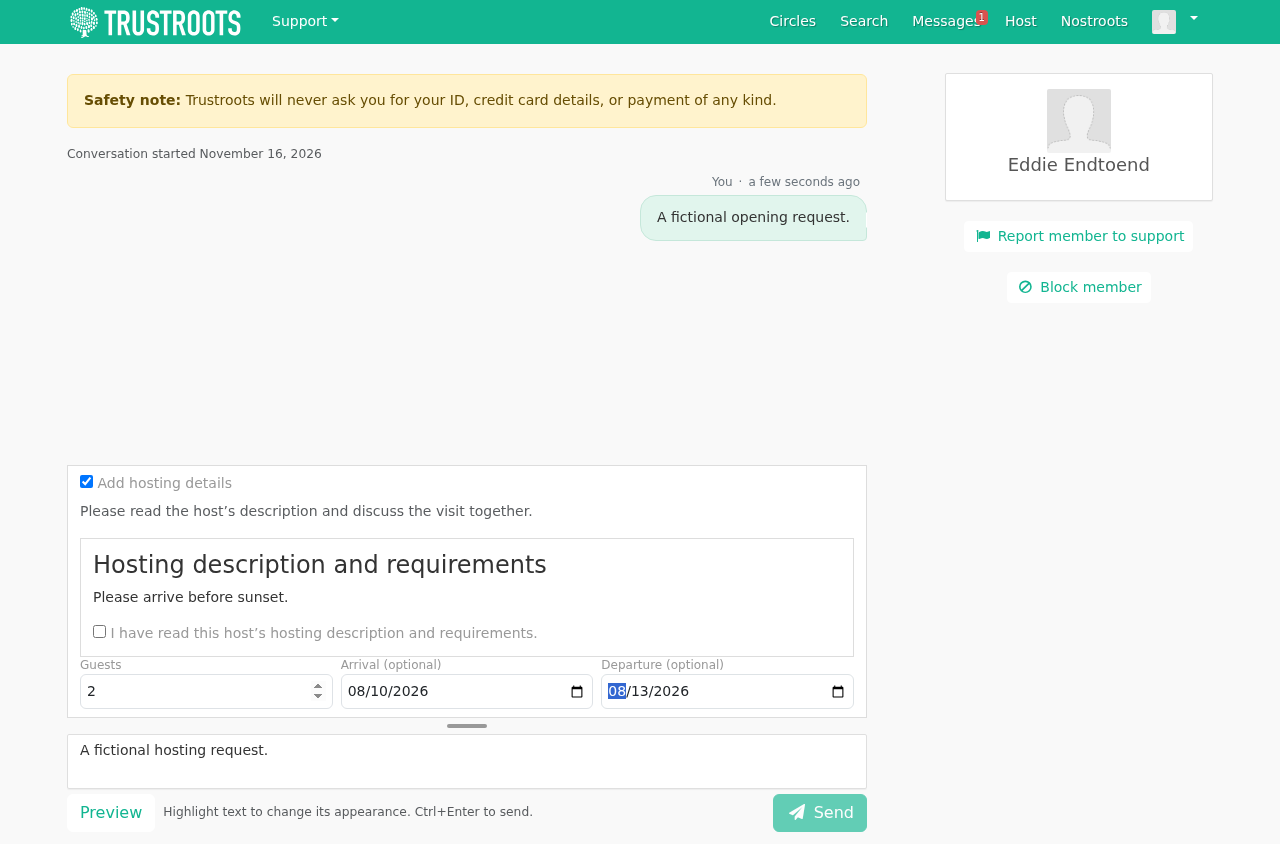 TRUSTROOTS
Support
Circles
Search
Messages
1
Host
Nostroots
Safety note: Trustroots will never ask you for your ID, credit card details, or payment of any kind.
Conversation started November 16, 2026
You · a few seconds ago
A fictional opening request.
Eddie Endtoend
Report member to support
Block member
Add hosting details
Please read the host’s description and discuss the visit together.
Hosting description and requirements
Please arrive before sunset.
I have read this host’s hosting description and requirements.
Guests
Arrival (optional)
Departure (optional)
2
08/10/2026
08/13/2026
A fictional hosting request.
Preview
Highlight text to change its appearance. Ctrl+Enter to send.
Send